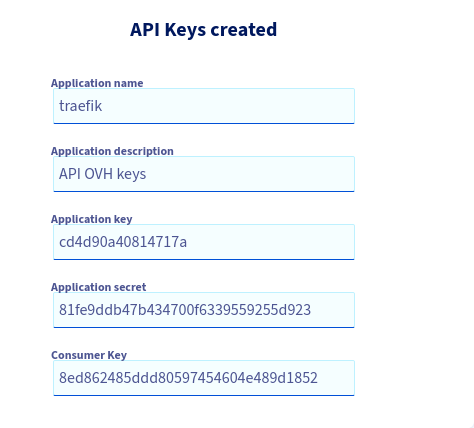 API Keys created
Application name
traefik
Application description
API OVH keys
Application key
cd4d90a40814717a
Application secret
81fe9ddb47b434700f6339559255d923
Consumer Key
8ed862485ddd80597454604e489d1852